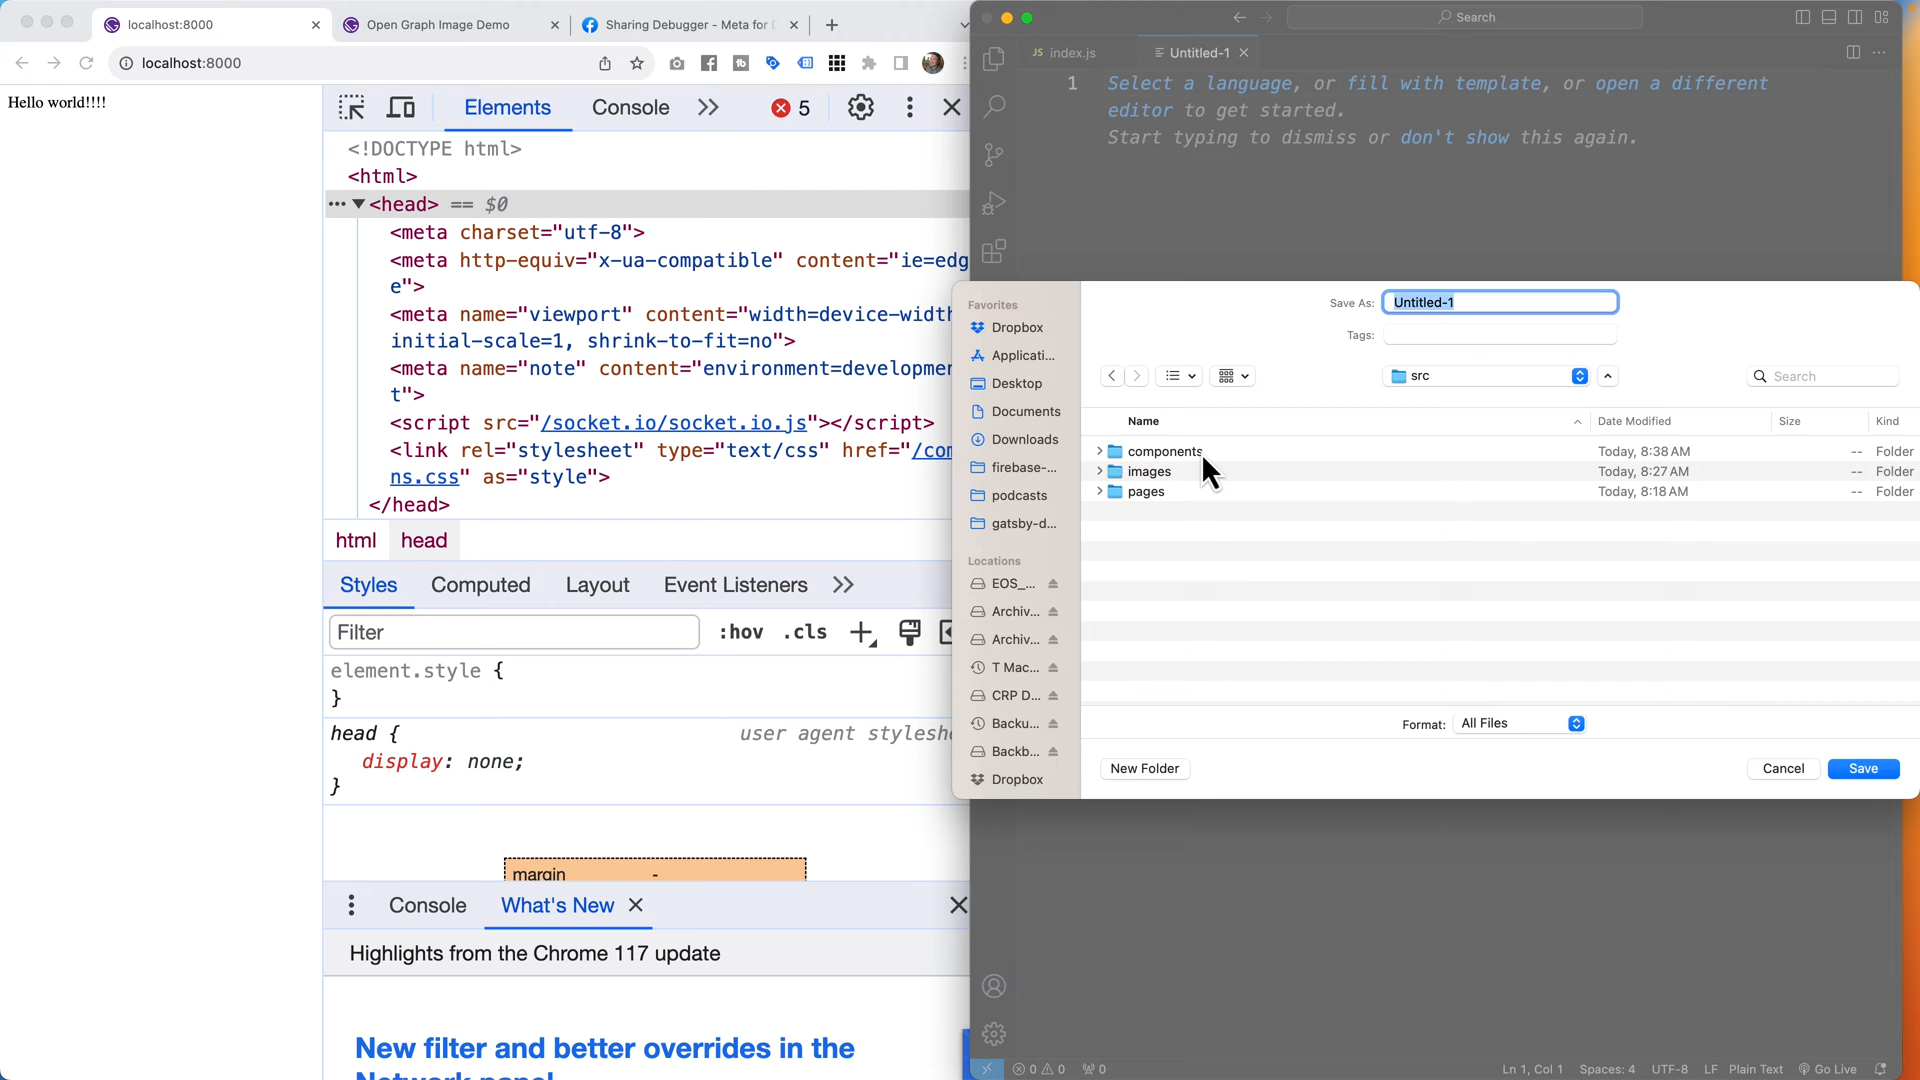 localhost:8000
Open Graph Image Demo
Sharing Debugger - Meta for D
localhost:8000
Hello world!!!!
Elements
Console
5
<!DOCTYPE html>
<html>
<head> == $0
<meta charset="utf-8">
<meta http-equiv="x-ua-compatible" content="ie=edg
e">
<meta name="viewport" content="width=device-width
initial-scale=1, shrink-to-fit=no">
<meta name="note" content="environment=developmen
t">
<script src="/socket.io/socket.io.js"></script>
<link rel="stylesheet" type="text/css" href="/com
ns.css" as="style">
</head>
html
head
Styles
Computed
Layout
Event Listeners
Filter
:hov
.cls
element.style {
}
head {
user agent styleshe
display: none;
}
margin
-
Console
What's New
Highlights from the Chrome 117 update
New filter and better overrides in the
Network panel
Search
JS index.js
Untitled-1
1
Select a language, or fill with template, or open a different
editor to get started.
Start typing to dismiss or don't show this again.
Favorites
Dropbox
Applicati...
Desktop
Documents
Downloads
firebase-...
podcasts
gatsby-d...
Locations
EOS_...
Archiv...
Archiv...
T Mac...
CRP D...
Backu...
Backb...
Dropbox
Save As:
Untitled-1
Tags:
src
Search
Name
Date Modified
Size
Kind
components
Today, 8:38 AM
--
Folder
images
Today, 8:27 AM
--
Folder
pages
Today, 8:18 AM
--
Folder
Format:
All Files
New Folder
Cancel
Save
0
0
0
Ln 1, Col 1
Spaces: 4
UTF-8
LF
Plain Text
Go Live